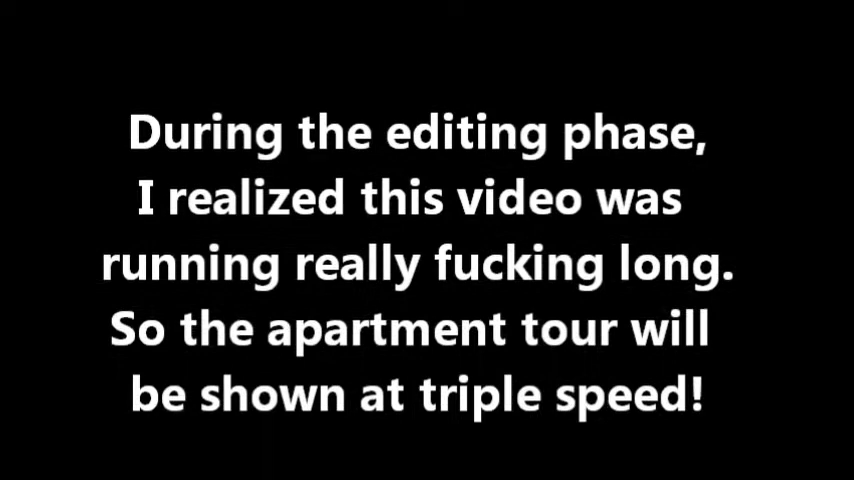 During the editing phase,
I realized this video was
running really fucking long.
So the apartment tour will
be shown at triple speed!